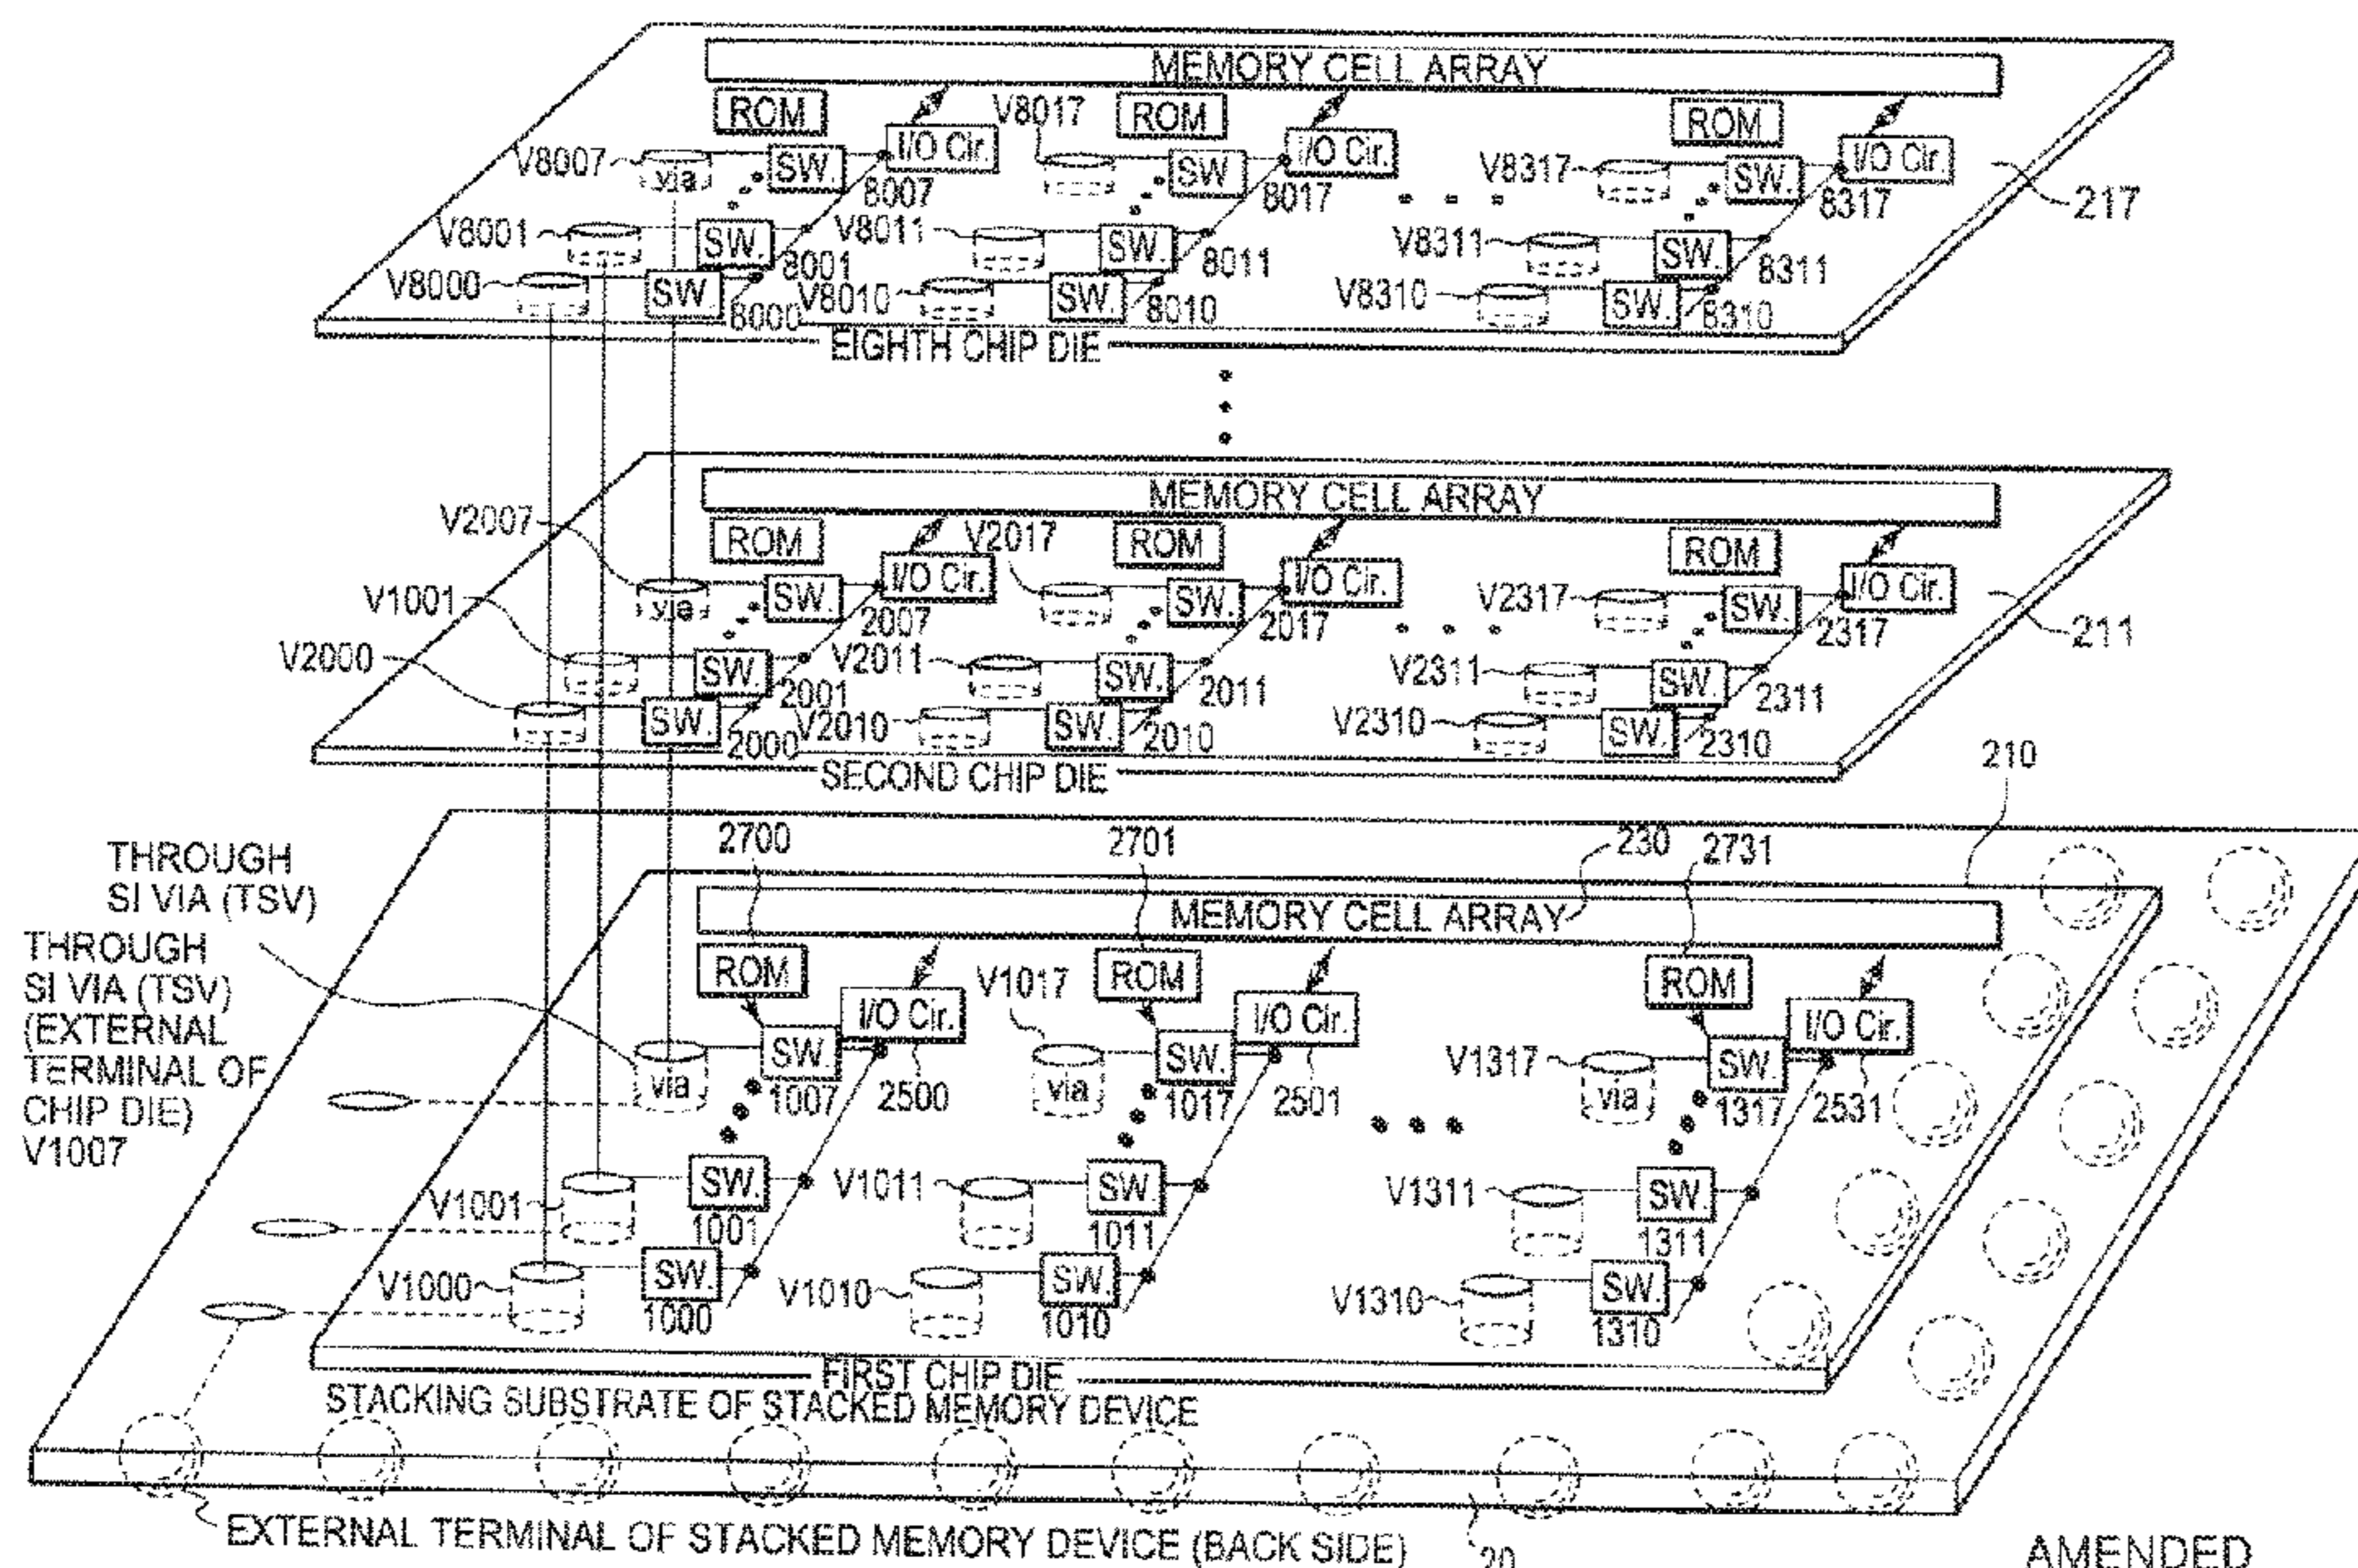 MEMORY CELL ARRAY
ROM
V8017
ROM
ROM
I/O Cir.
I/O Cir.
I/O Cir.
V8007
via
SW.
8007
SW
8017
V8317
SW.
8317
217
V8001
SW.
8001
V8011
SW.
8011
V8311
SW.
8311
V8000
SW.
8000
V8010
SW.
8010
V8310
SW.
8310
EIGHTH CHIP DIE
MEMORY CELL ARRAY
V2007
ROM
V2017
ROM
ROM
I/O Cir.
I/O Cir.
I/O Cir.
via
SW.
2007
SW.
2017
V2317
SW.
2317
211
V1001
SW.
2001
V2011
SW.
2011
V2311
SW.
2311
V2000
SW.
2000
V2010
SW.
2010
V2310
SW.
2310
SECOND CHIP DIE
210
THROUGH
SI VIA (TSV)
2700
2701
230
2731
MEMORY CELL ARRAY
THROUGH
SI VIA (TSV)
(EXTERNAL
TERMINAL OF
CHIP DIE)
V1007
ROM
V1017
ROM
ROM
I/O Cir.
I/O Cir.
I/O Cir.
via
SW.
1007
2500
via
SW.
1017
2501
V1317
via
SW.
1317
2531
V1001
SW.
1001
V1011
SW.
1011
V1311
SW.
1311
V1000
SW.
1000
V1010
SW.
1010
V1310
SW.
1310
FIRST CHIP DIE
STACKING SUBSTRATE OF STACKED MEMORY DEVICE
EXTERNAL TERMINAL OF STACKED MEMORY DEVICE (BACK SIDE)
20
AMENDED